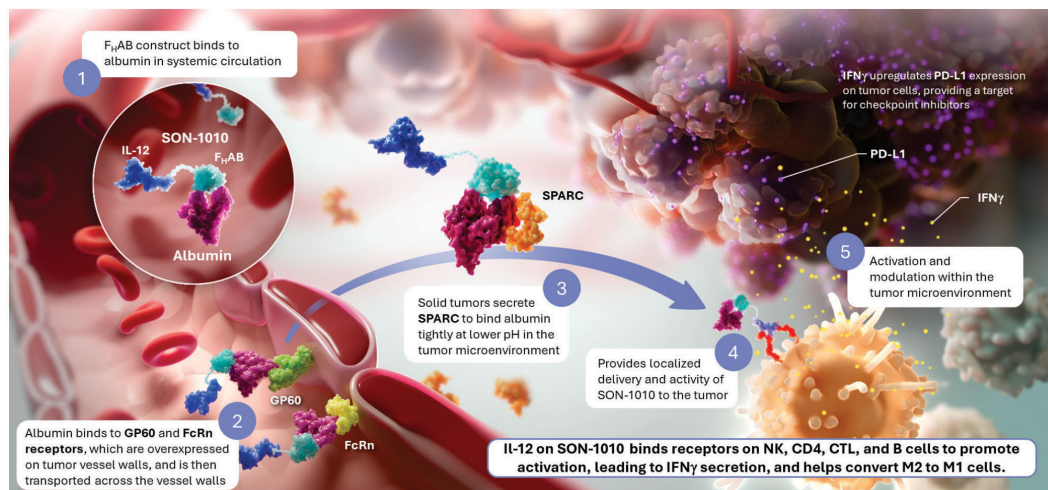 1
FHAB construct binds to
albumin in systemic circulation
SON-1010
IL-12
FHAB
Albumin
GP60
FcRn
2
Albumin binds to GP60 and FcRn
receptors, which are overexpressed
on tumor vessel walls, and is then
transported across the vessel walls
SPARC
3
Solid tumors secrete
SPARC to bind albumin
tightly at lower pH in the
tumor microenvironment
4
Provides localized
delivery and activity of
SON-1010 to the tumor
IFNγ upregulates PD-L1 expression
on tumor cells, providing a target
for checkpoint inhibitors
PD-L1
IFNγ
5
Activation and
modulation within the
tumor microenvironment
IL-12 on SON-1010 binds receptors on NK, CD4, CTL, and B cells to promote
activation, leading to IFNγ secretion, and helps convert M2 to M1 cells.